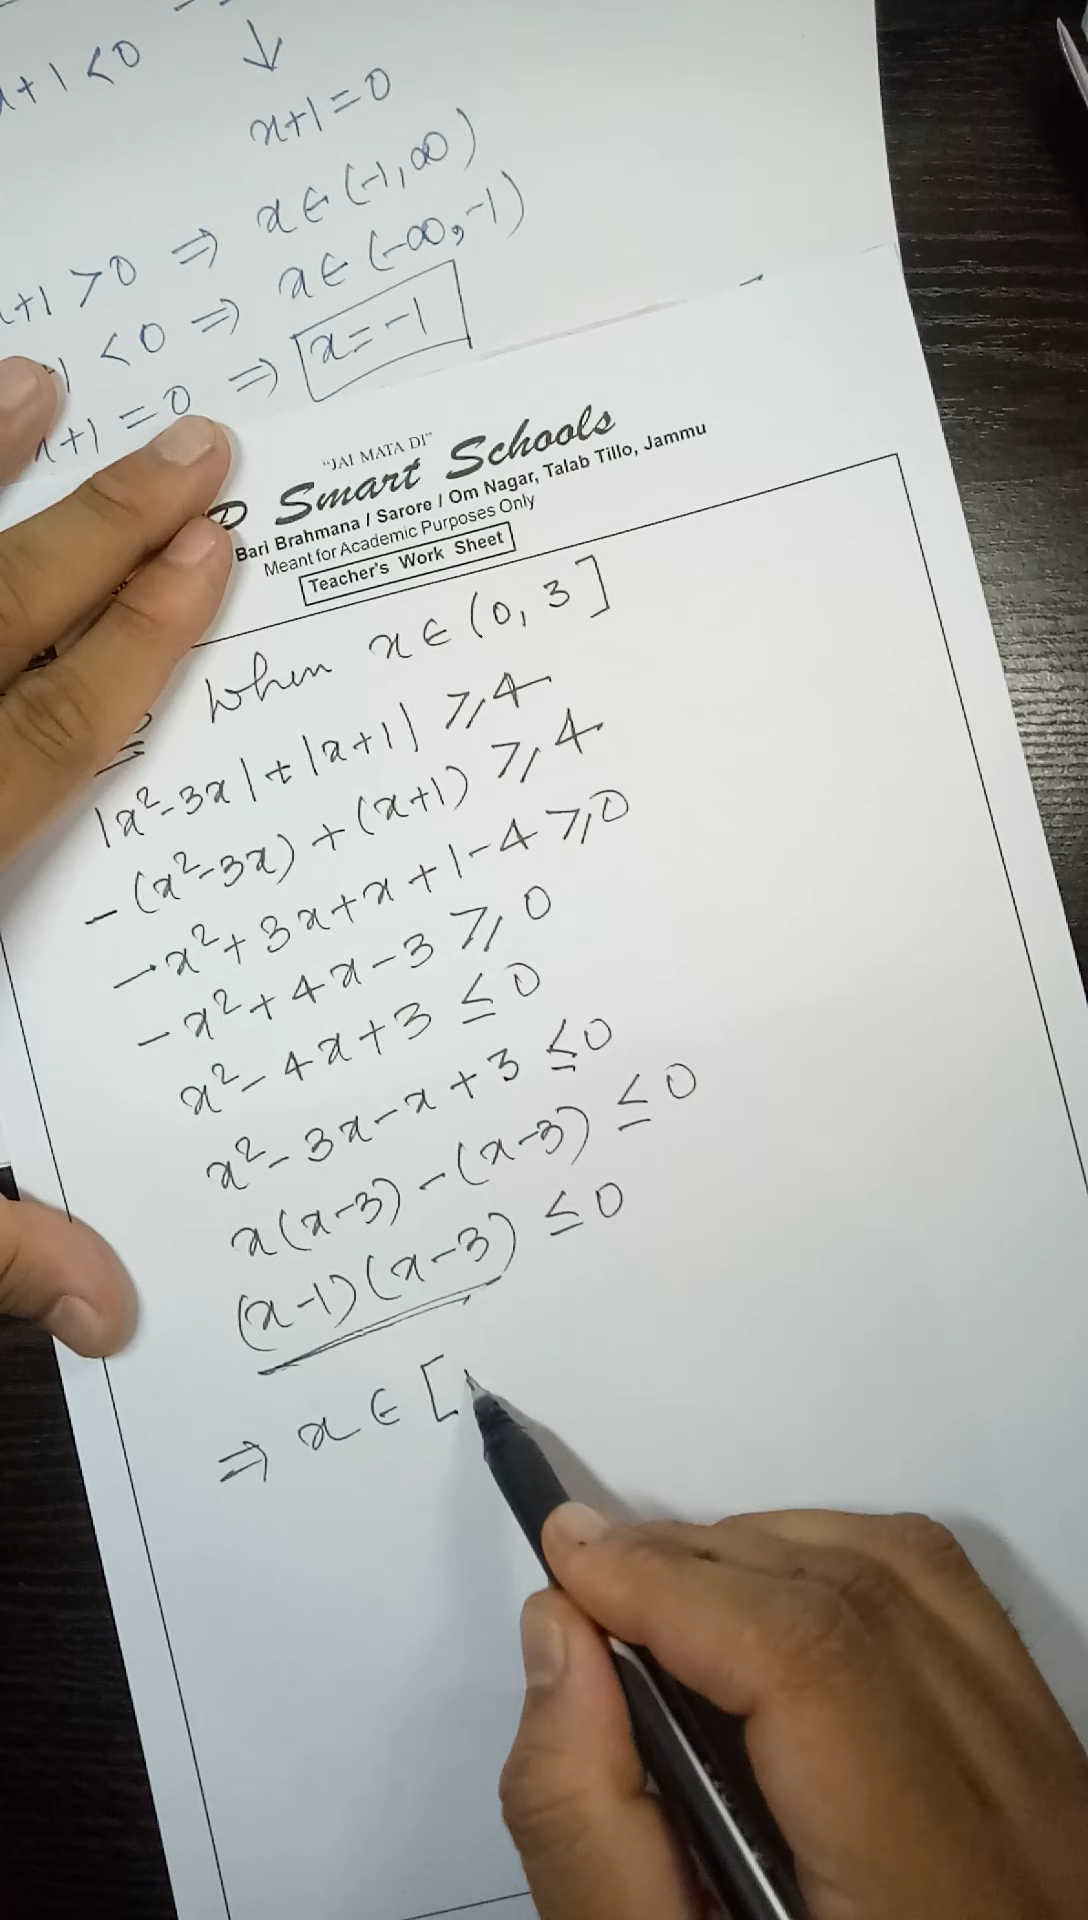 x+1 <0
↓
x+1=0
x+1 >0 ⇒ x∈(-1,∞)
<0 ⇒ x∈(-∞,-1)
x+1=0 ⇒ x=-1
"JAI MATA DI"
Smart Schools
Bari Brahmana / Sarore / Om Nagar, Talab Tillo, Jammu
Meant for Academic Purposes Only
Teacher's Work Sheet
When x∈(0,3]
|x²-3x|+|x+1| ≥4
-(x²-3x)+(x+1) ≥4
-x²+3x+x+1-4 ≥0
-x²+4x-3 ≥0
x²-4x+3 ≤0
x²-3x-x+3 ≤0
x(x-3)-(x-3) ≤0
(x-1)(x-3) ≤0
⇒ x∈[